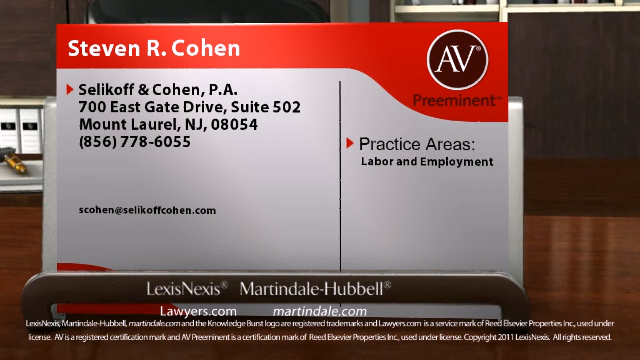 Steven R. Cohen
AV®
Preeminent™
Selikoff & Cohen, P.A.
700 East Gate Drive, Suite 502
Mount Laurel, NJ, 08054
(856) 778-6055
scohen@selikoffcohen.com
Practice Areas:
Labor and Employment
LexisNexis® Martindale-Hubbell®
Lawyers.com martindale.com
LexisNexis, Martindale-Hubbell, martindale.com and the Knowledge Burst logo are registered trademarks and Lawyers.com is a service mark of Reed Elsevier Properties Inc., used under
license. AV is a registered certification mark and AV Preeminent is a certification mark of Reed Elsevier Properties Inc., used under license. Copyright 2011 LexisNexis. All rights reserved.